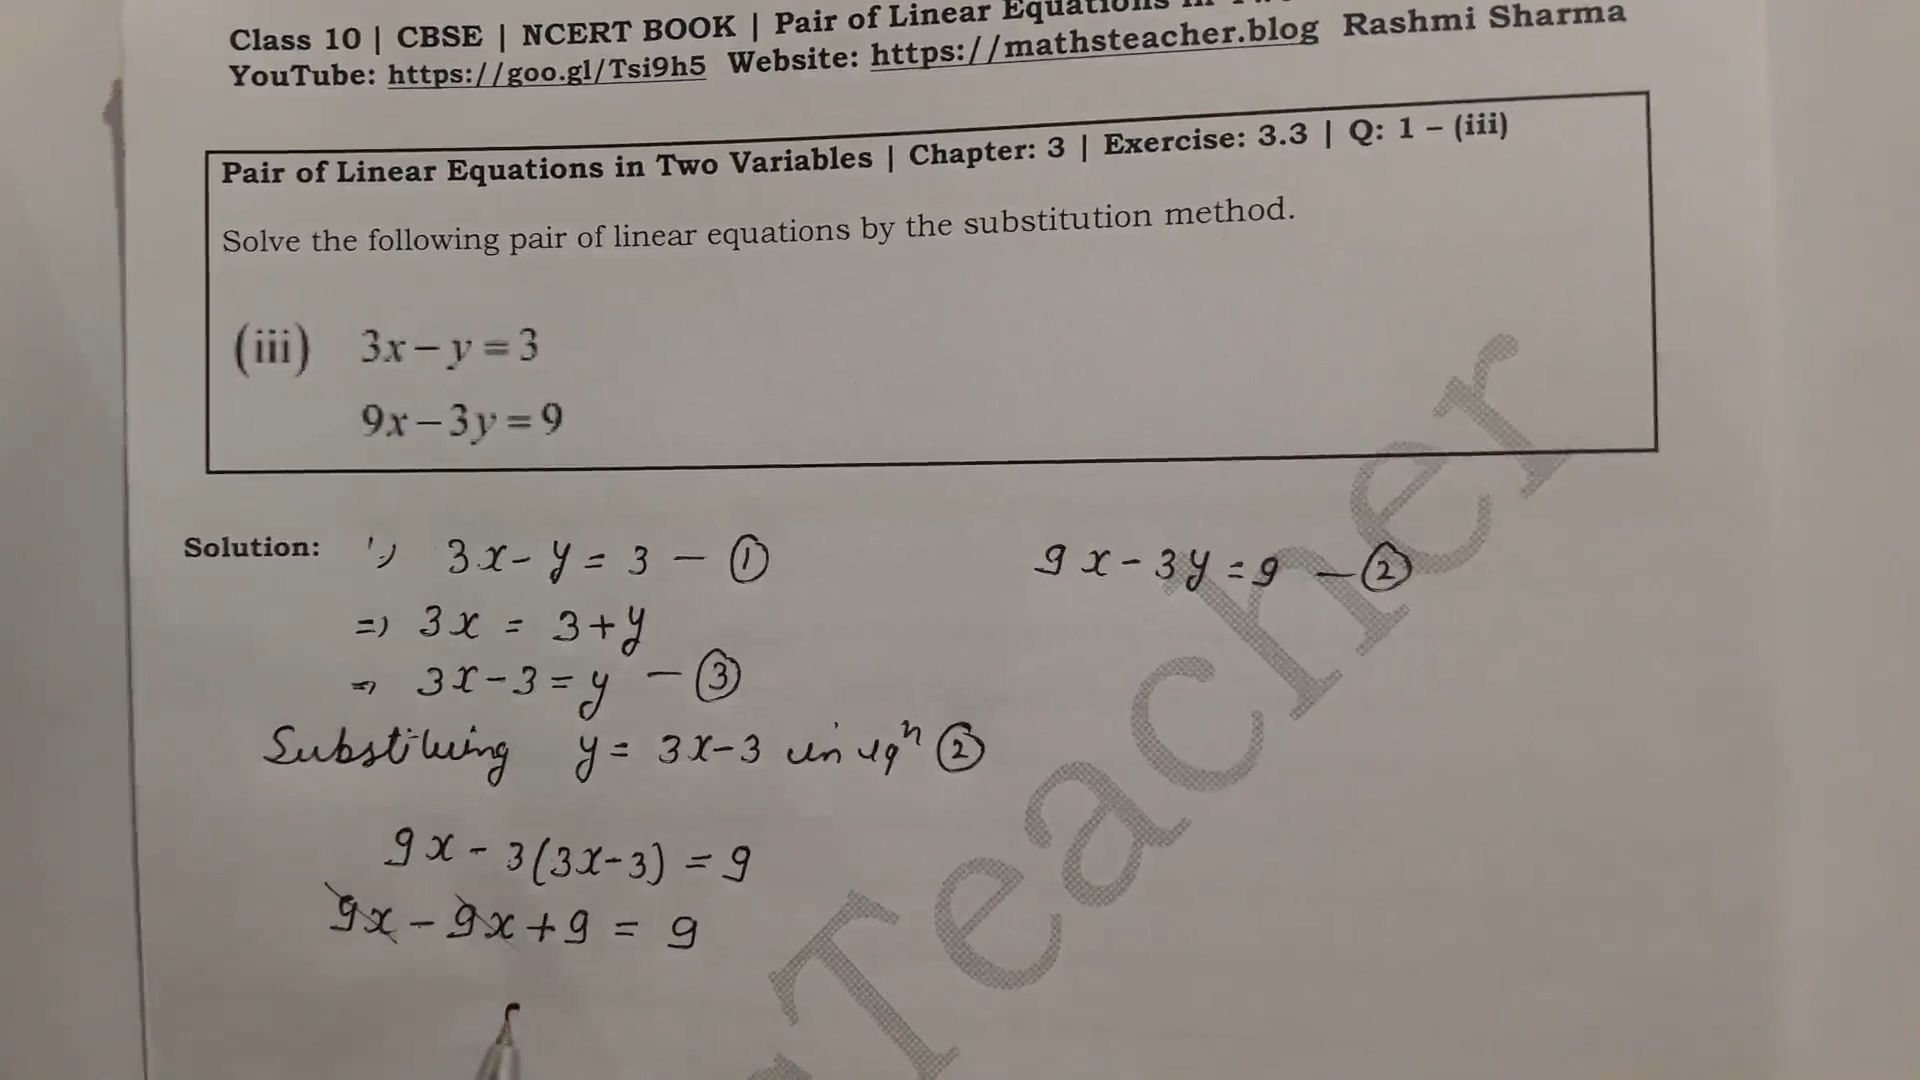 Class 10 | CBSE | NCERT BOOK | Pair of Linear Equations in
YouTube: https://goo.gl/Tsi9h5 Website: https://mathsteacher.blog Rashmi Sharma
Pair of Linear Equations in Two Variables | Chapter: 3 | Exercise: 3.3 | Q: 1 – (iii)
Solve the following pair of linear equations by the substitution method.
(iii) 3x – y = 3
9x – 3y = 9
Solution: 3x - y = 3 — ① 9x - 3y = 9 — ②
=) 3x = 3 + y
⇒ 3x - 3 = y — ③
Substiuing y = 3x - 3 in eqⁿ ②
9x - 3(3x-3) = 9
9x - 9x + 9 = 9
Teacher